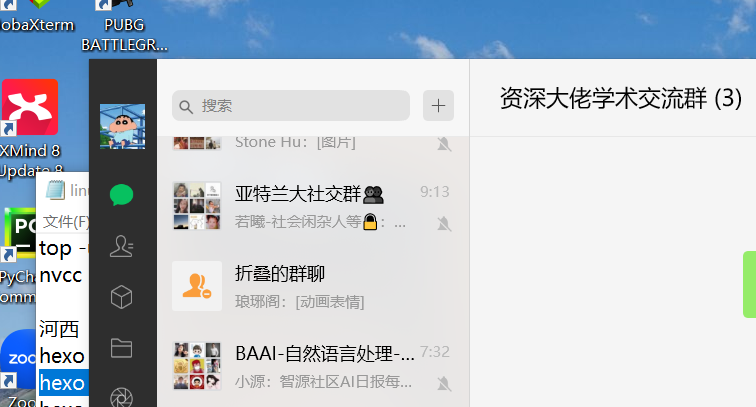 obaXterm
PUBG
BATTLEGR...
搜索
资深大佬学术交流群 (3)
Stone Hu: [图片]
XMind 8
Update 8
亚特兰大社交群👥
9:13
若曦-社会闲杂人等🔒: ...
linu
文件(F)
top -
nvcc
PC
PyCha
omm
折叠的群聊
琅琊阁: [动画表情]
河西
hexo
hexo
zoo
Zoo
BAAI-自然语言处理-...
7:32
小源: 智源社区AI日报每...